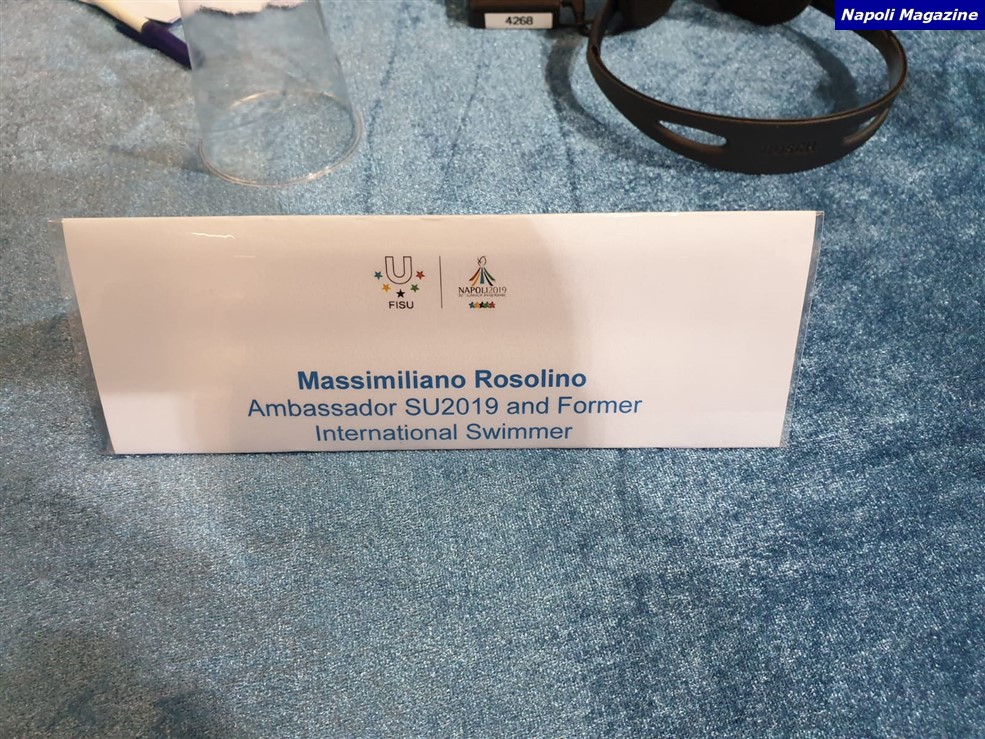 Napoli Magazine
4268
FISU
NAPOLI2019
Massimiliano Rosolino
Ambassador SU2019 and Former
International Swimmer